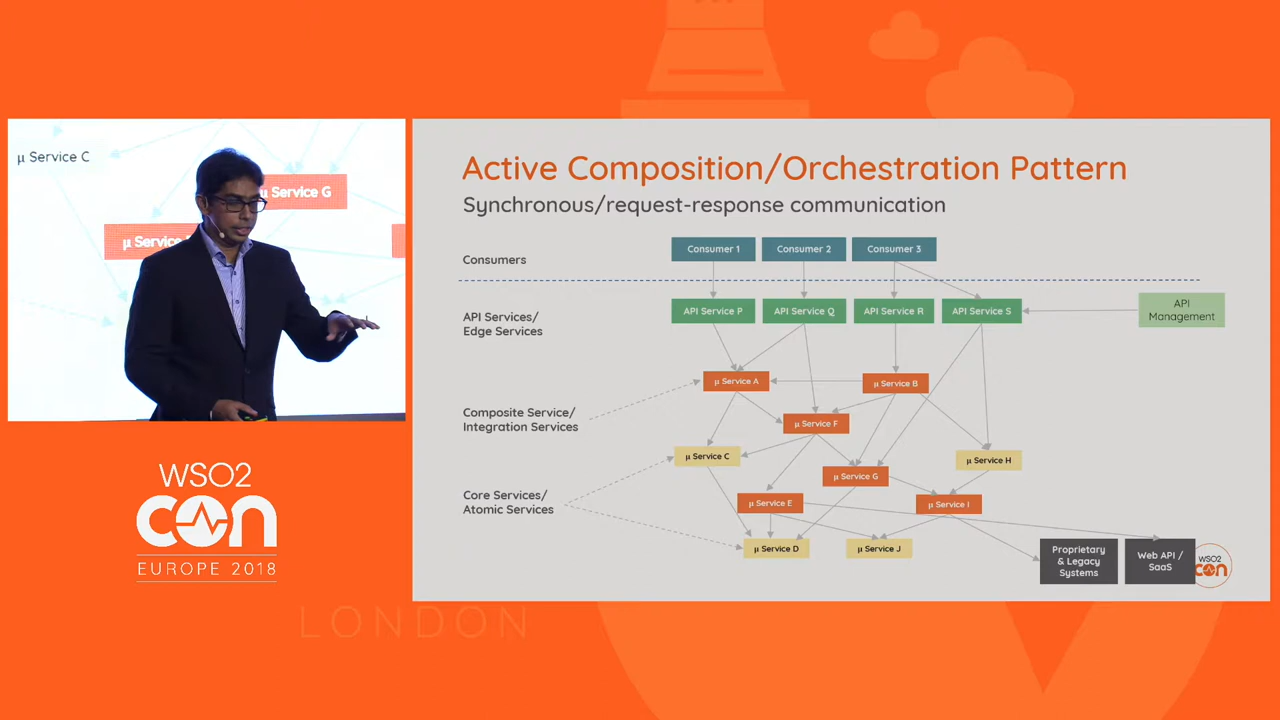 μ Service C
μ Service G
μ Service
WSO2
CON
EUROPE 2018
LONDON
Active Composition/Orchestration Pattern
Synchronous/request-response communication
Consumers
Consumer 1
Consumer 2
Consumer 3
API Services/
Edge Services
API Service P
API Service Q
API Service R
API Service S
API
Management
μ Service A
μ Service B
Composite Service/
Integration Services
μ Service F
μ Service C
μ Service H
μ Service G
Core Services/
Atomic Services
μ Service E
μ Service I
μ Service D
μ Service J
Proprietary
& Legacy
Systems
Web API /
SaaS
WSO2
CON